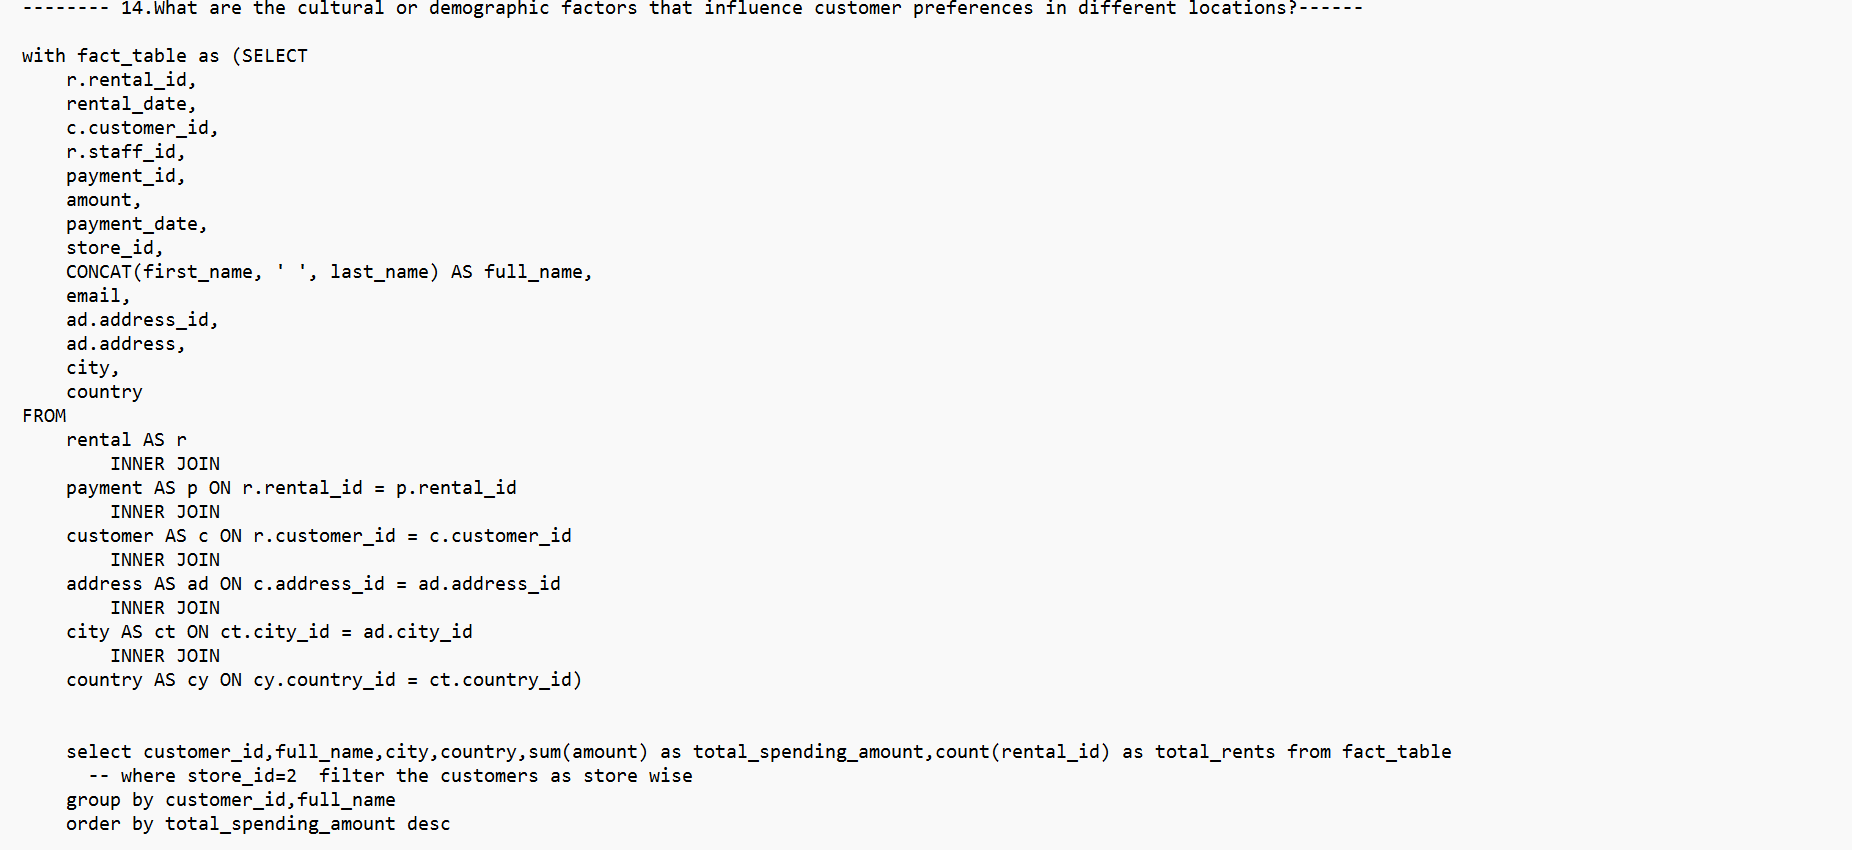 -------- 14.What are the cultural or demographic factors that influence customer preferences in different locations?------
with fact_table as (SELECT
r.rental_id,
rental_date,
c.customer_id,
r.staff_id,
payment_id,
amount,
payment_date,
store_id,
CONCAT(first_name, ' ', last_name) AS full_name,
email,
ad.address_id,
ad.address,
city,
country
FROM
rental AS r
INNER JOIN
payment AS p ON r.rental_id = p.rental_id
INNER JOIN
customer AS c ON r.customer_id = c.customer_id
INNER JOIN
address AS ad ON c.address_id = ad.address_id
INNER JOIN
city AS ct ON ct.city_id = ad.city_id
INNER JOIN
country AS cy ON cy.country_id = ct.country_id)
select customer_id,full_name,city,country,sum(amount) as total_spending_amount,count(rental_id) as total_rents from fact_table
-- where store_id=2  filter the customers as store wise
group by customer_id,full_name
order by total_spending_amount desc